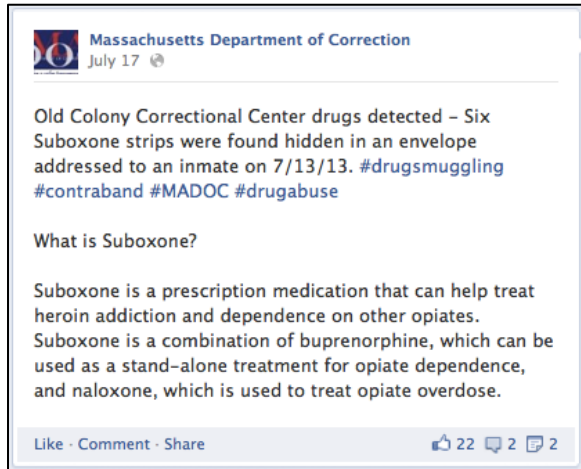 Massachusetts Department of Correction
July 17
Old Colony Correctional Center drugs detected – Six
Suboxone strips were found hidden in an envelope
addressed to an inmate on 7/13/13. #drugsmuggling
#contraband #MADOC #drugabuse
What is Suboxone?
Suboxone is a prescription medication that can help treat
heroin addiction and dependence on other opiates.
Suboxone is a combination of buprenorphine, which can be
used as a stand-alone treatment for opiate dependence,
and naloxone, which is used to treat opiate overdose.
Like · Comment · Share 22 2 2